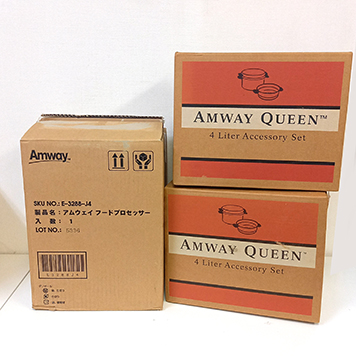 Amway™
SKU NO.: E-3288-J4
製品名：アムウェイ フードプロセッサー
入 数：1
LOT NO.:
AMWAY QUEEN™
4 Liter Accessory Set
AMWAY QUEEN™
4 Liter Accessory Set